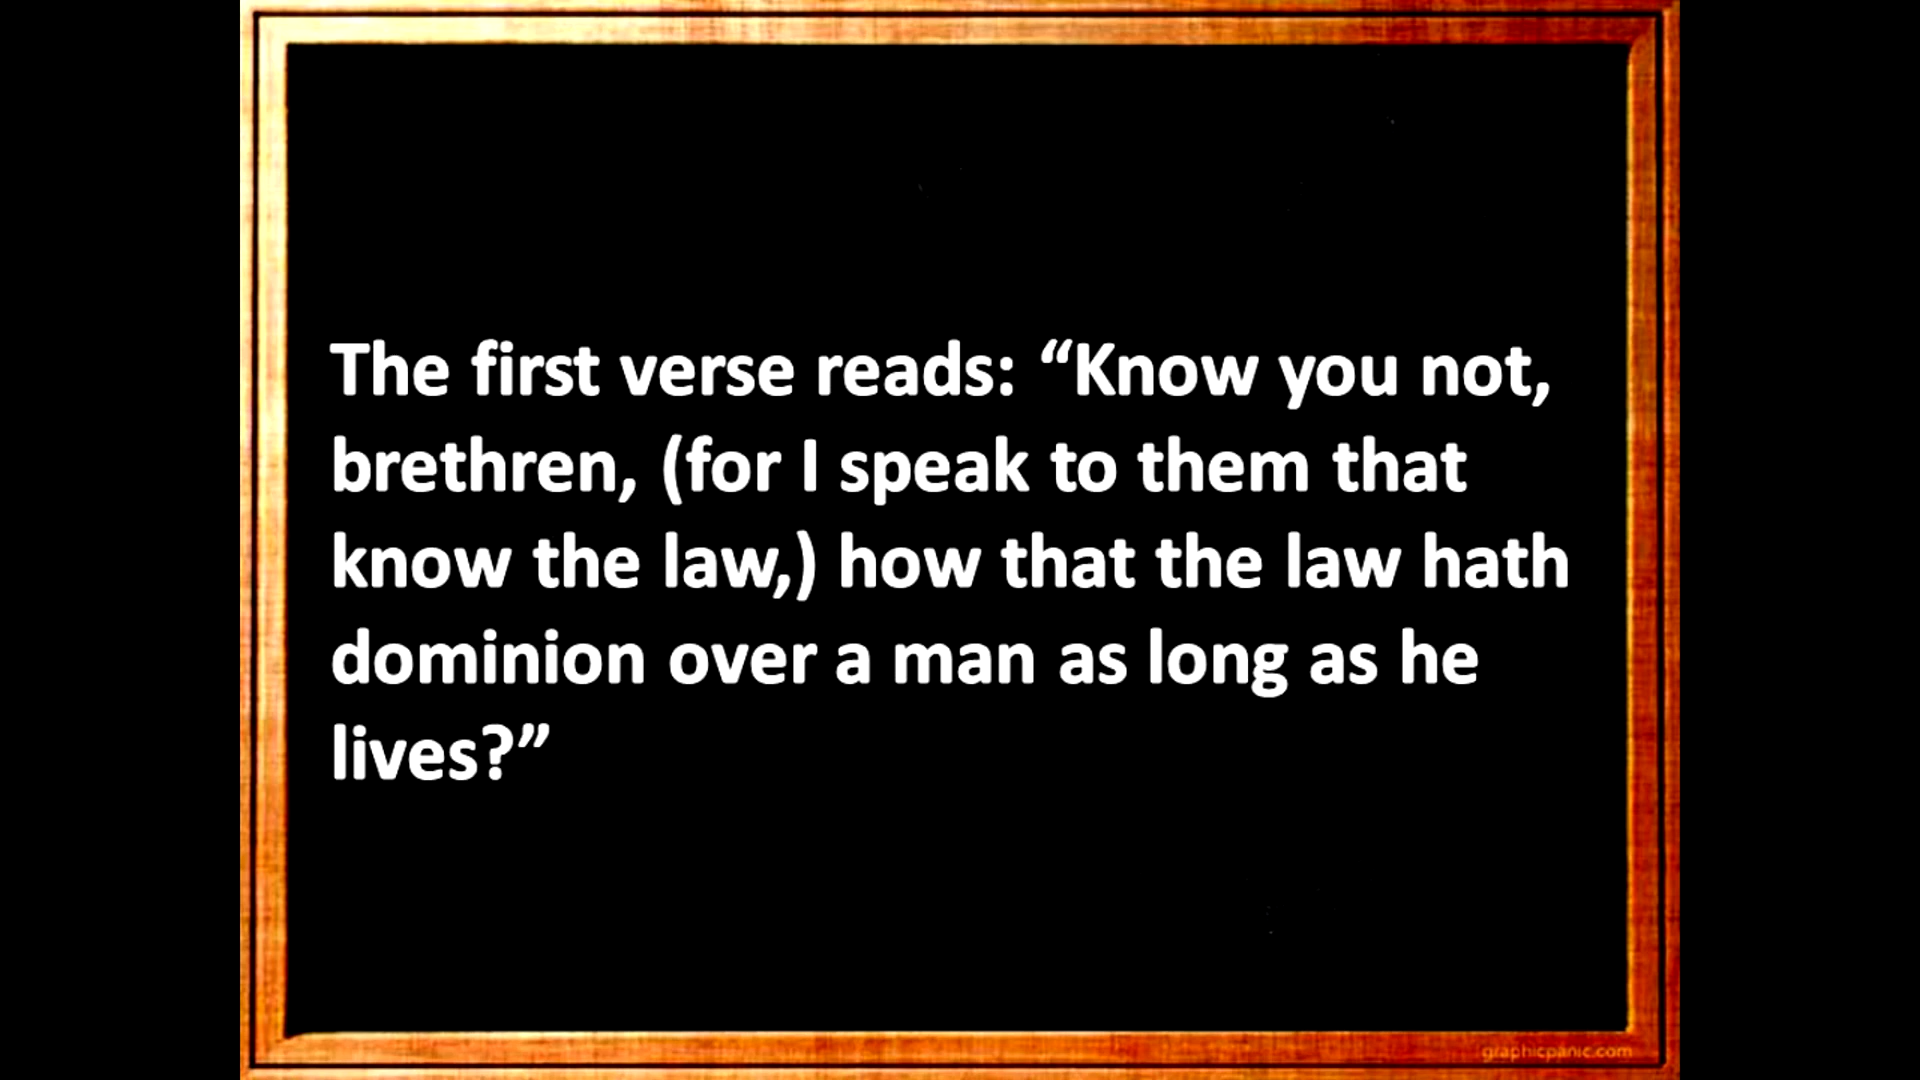 The first verse reads: “Know you not,
brethren, (for I speak to them that
know the law,) how that the law hath
dominion over a man as long as he
lives?”
graphicpanic.com